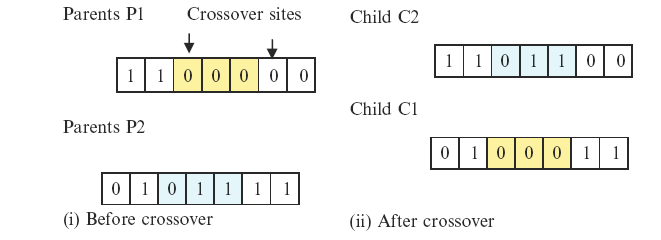 Parents P1 Crossover sites
1 1 0 0 0 0 0
Parents P2
0 1 0 1 1 1 1
(i) Before crossover
Child C2
1 1 0 1 1 0 0
Child C1
0 1 0 0 0 1 1
(ii) After crossover